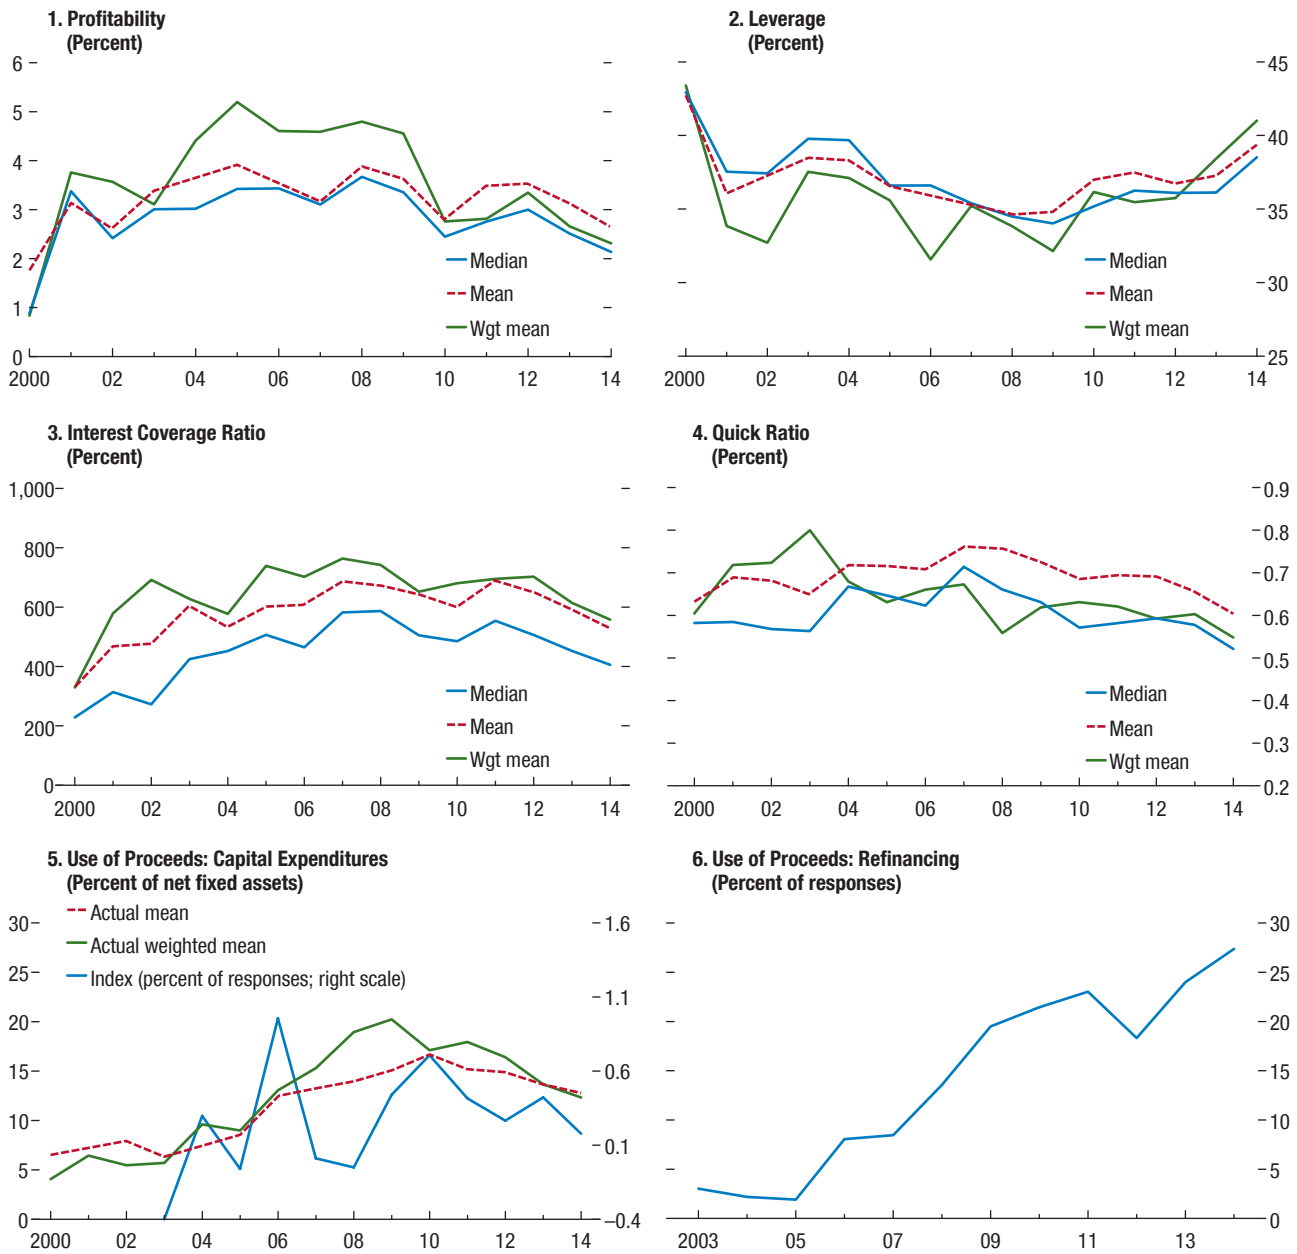 1. Profitability
(Percent)
6
5
4
3
2
1
0
Median
Mean
Wgt mean
2000 02 04 06 08 10 12 14
2. Leverage
(Percent)
45
40
35
30
25
Median
Mean
Wgt mean
2000 02 04 06 08 10 12 14
3. Interest Coverage Ratio
(Percent)
1,000
800
600
400
200
0
Median
Mean
Wgt mean
2000 02 04 06 08 10 12 14
4. Quick Ratio
(Percent)
0.9
0.8
0.7
0.6
0.5
0.4
0.3
0.2
Median
Mean
Wgt mean
2000 02 04 06 08 10 12 14
5. Use of Proceeds: Capital Expenditures
(Percent of net fixed assets)
Actual mean
Actual weighted mean
Index (percent of responses; right scale)
30
25
20
15
10
5
0
1.6
1.1
0.6
0.1
–0.4
2000 02 04 06 08 10 12 14
6. Use of Proceeds: Refinancing
(Percent of responses)
30
25
20
15
10
5
0
2003 05 07 09 11 13